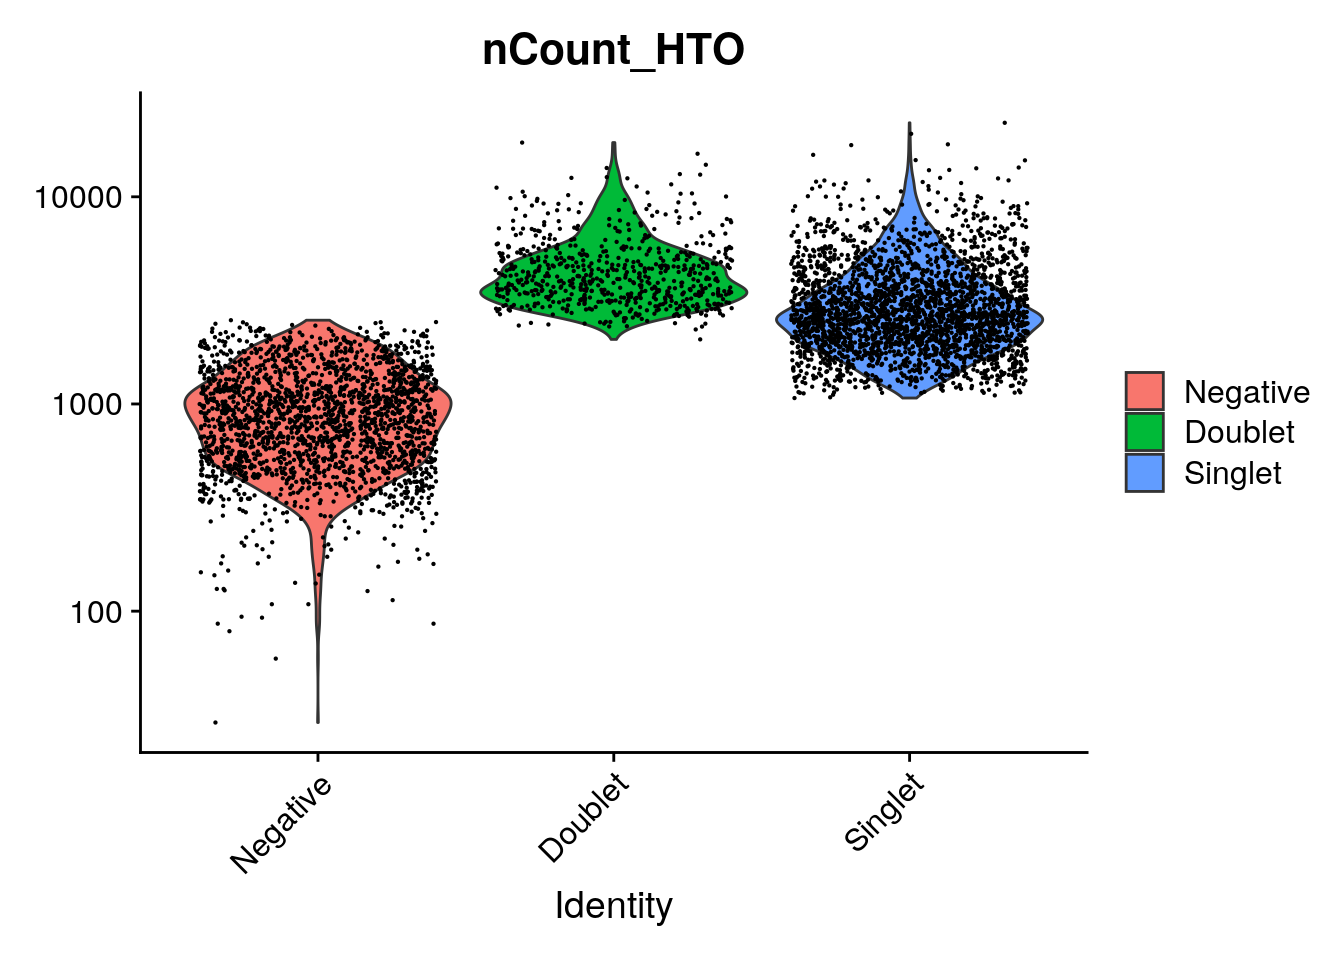 nCount_HTO
10000
1000
100
Negative
Doublet
Singlet
Identity
Negative
Doublet
Singlet